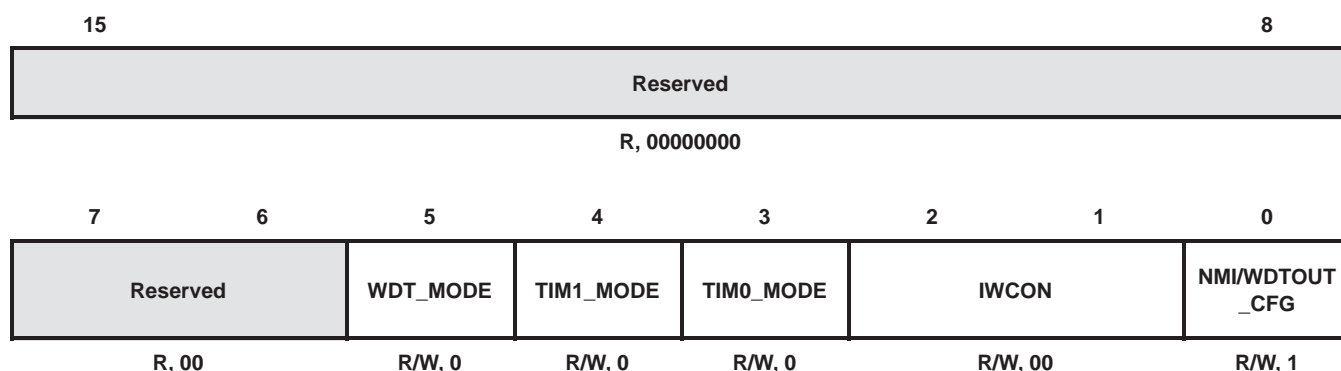 15 8
Reserved
R, 00000000
7 6 5 4 3 2 1 0
Reserved WDT_MODE TIM1_MODE TIM0_MODE IWCON NMI/WDTOUT
_CFG
R, 00 R/W, 0 R/W, 0 R/W, 0 R/W, 00 R/W, 1